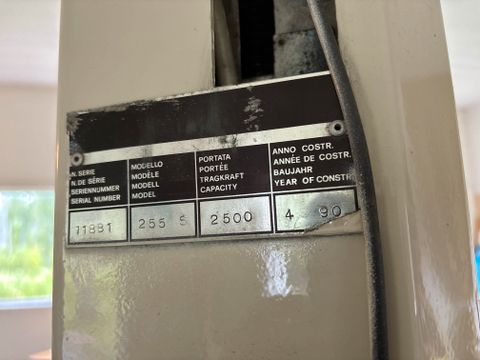 N. SERIE
N. DE SÉRIE
SERIENNUMMER
SERIAL NUMBER
MODELLO
MODÈLE
MODELL
MODEL
PORTATA
PORTÉE
TRAGKRAFT
CAPACITY
ANNO COSTR.
ANNÉE DE COSTR.
BAUJAHR
YEAR OF CONSTR
11881 255 S 2500 4 90